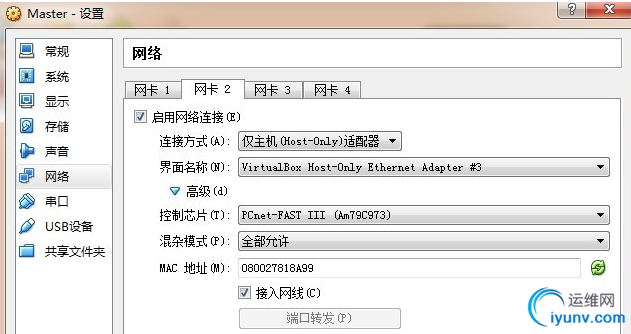 Master - 设置
常规
系统
显示
存储
声音
网络
串口
USB设备
共享文件夹
网络
网卡 1 网卡 2 网卡 3 网卡 4
启用网络连接(E)
连接方式(A): 仅主机(Host-Only)适配器
界面名称(N): VirtualBox Host-Only Ethernet Adapter #3
高级(d)
控制芯片(T): PCnet-FAST III (Am79C973)
混杂模式(P): 全部允许
MAC 地址(M): 080027818A99
接入网线(C)
端口转发(P)
运维网
iyunv.com